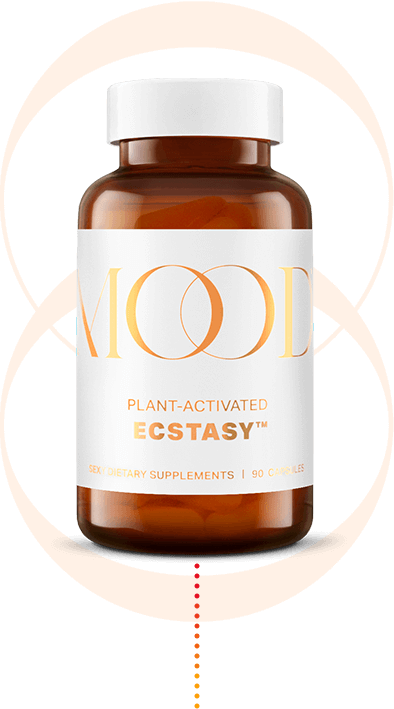 MOOD
PLANT-ACTIVATED
ECSTASY™
SEX + DIETARY SUPPLEMENTS | 90 CAPSULES